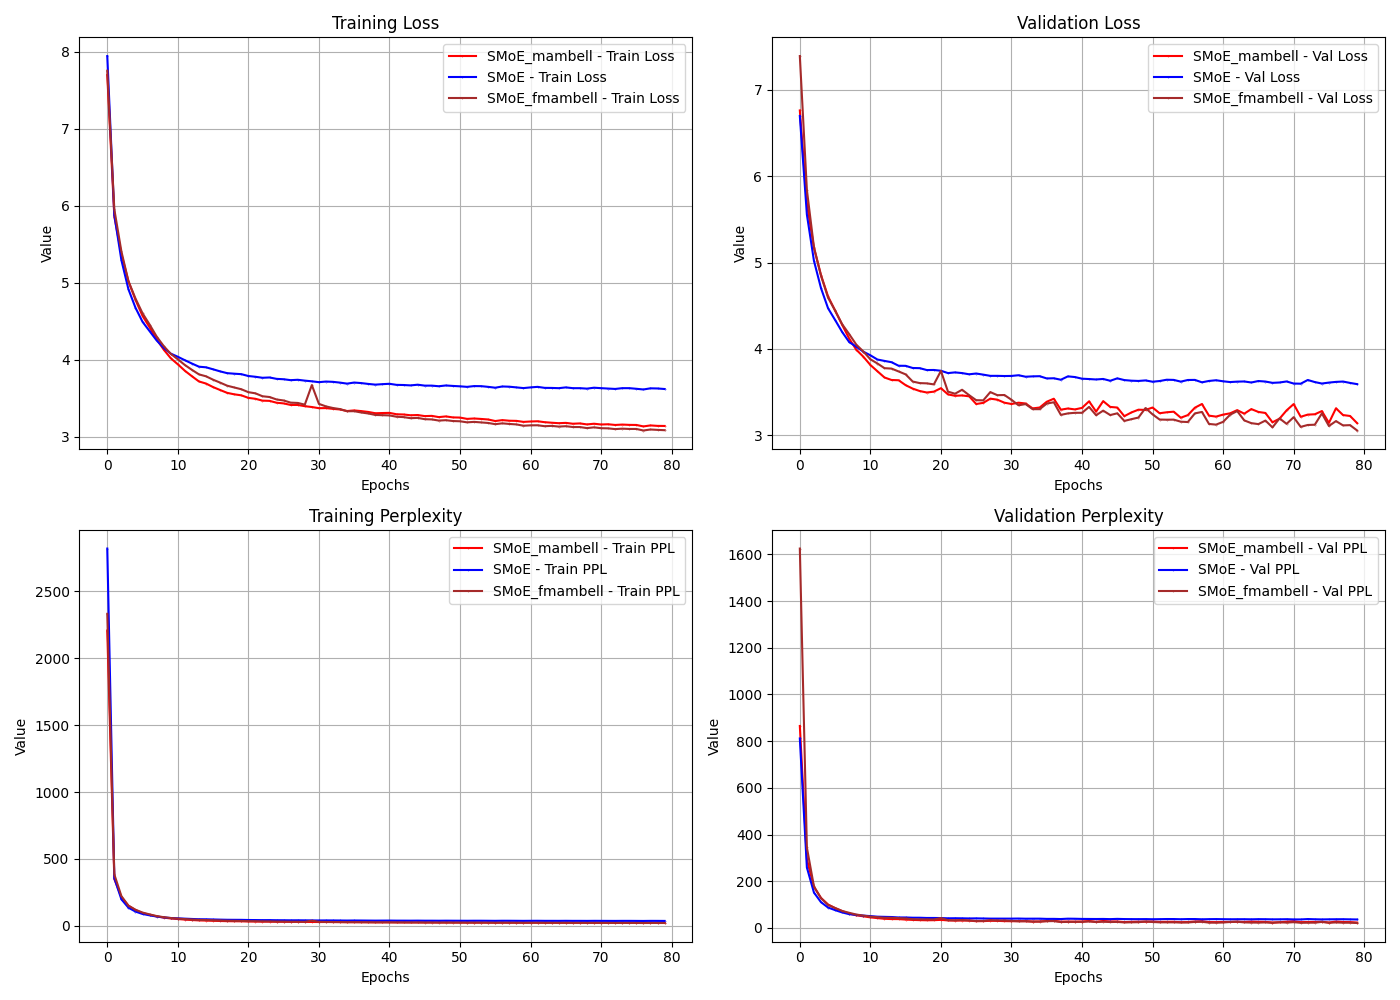 Training Loss
8
7
6
5
4
3
Value
0 10 20 30 40 50 60 70 80
Epochs
SMoE_mambell - Train Loss
SMoE - Train Loss
SMoE_fmambell - Train Loss
Validation Loss
7
6
5
4
3
Value
0 10 20 30 40 50 60 70 80
Epochs
SMoE_mambell - Val Loss
SMoE - Val Loss
SMoE_fmambell - Val Loss
Training Perplexity
2500
2000
1500
1000
500
0
Value
0 10 20 30 40 50 60 70 80
Epochs
SMoE_mambell - Train PPL
SMoE - Train PPL
SMoE_fmambell - Train PPL
Validation Perplexity
1600
1400
1200
1000
800
600
400
200
0
Value
0 10 20 30 40 50 60 70 80
Epochs
SMoE_mambell - Val PPL
SMoE - Val PPL
SMoE_fmambell - Val PPL